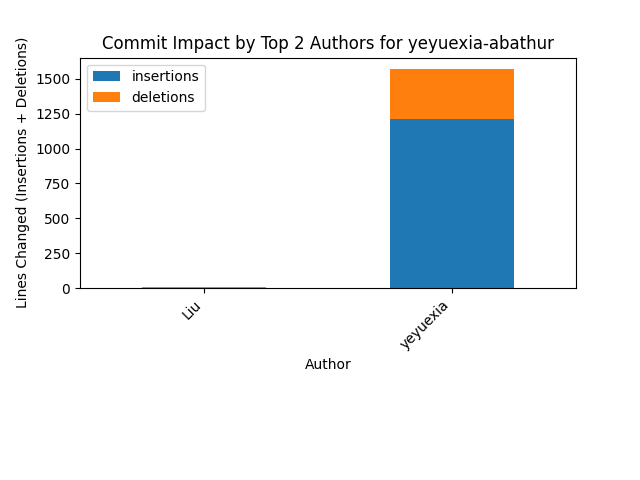 Commit Impact by Top 2 Authors for yeyuexia-abathur
Lines Changed (Insertions + Deletions)
1500
1250
1000
750
500
250
0
insertions
deletions
Liu
yeyuexia
Author